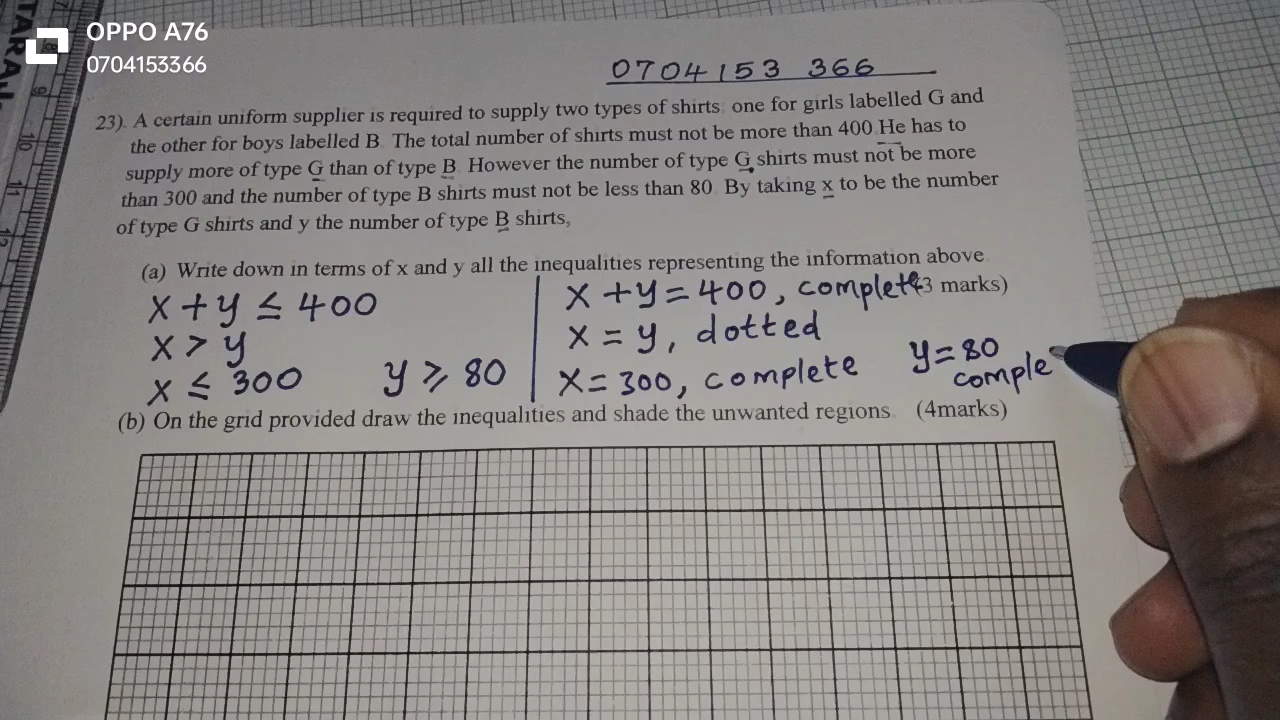 OPPO A76
0704153366
0704153 366
23). A certain uniform supplier is required to supply two types of shirts one for girls labelled G and
the other for boys labelled B. The total number of shirts must not be more than 400 He has to
supply more of type G than of type B. However the number of type G shirts must not be more
than 300 and the number of type B shirts must not be less than 80. By taking x to be the number
of type G shirts and y the number of type B shirts,
(a) Write down in terms of x and y all the inequalities representing the information above
(3 marks)
x + y ≤ 400
x > y
x ≤ 300 y ≥ 80
x + y = 400, complete
x = y, dotted
x = 300, complete
y = 80
comple
(b) On the grid provided draw the inequalities and shade the unwanted regions. (4marks)